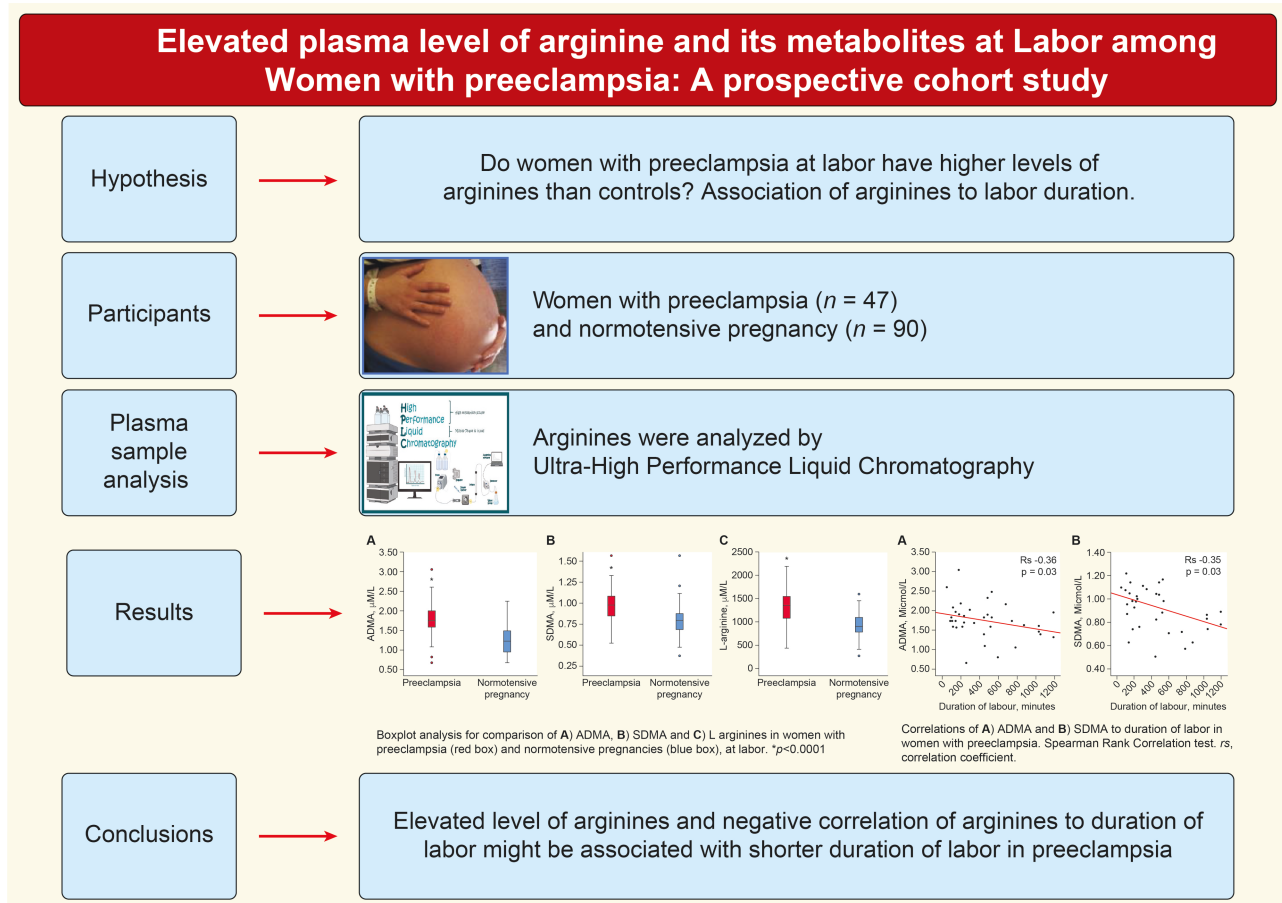 Elevated plasma level of arginine and its metabolites at Labor among
Women with preeclampsia: A prospective cohort study
Hypothesis
Do women with preeclampsia at labor have higher levels of
arginines than controls? Association of arginines to labor duration.
Participants
Women with preeclampsia (n = 47)
and normotensive pregnancy (n = 90)
Plasma
sample
analysis
High
Performance
Liquid
Chromatography
Arginines were analyzed by
Ultra-High Performance Liquid Chromatography
Results
A
ADMA, µM/L
3.50
3.00
2.50
2.00
1.50
1.00
0.50
Preeclampsia
Normotensive
pregnancy
B
SDMA, µM/L
1.50
1.25
1.00
0.75
0.50
0.25
Preeclampsia
Normotensive
pregnancy
C
L-arginine, µM/L
2500
2000
1500
1000
500
0
Preeclampsia
Normotensive
pregnancy
Boxplot analysis for comparison of A) ADMA, B) SDMA and C) L arginines in women with
preeclampsia (red box) and normotensive pregnancies (blue box), at labor. *p<0.0001
A
ADMA, Micmol/L
3.50
3.00
2.50
2.00
1.50
1.00
0.50
Rs -0.36
p = 0.03
0 200 400 600 800 1000 1200
Duration of labour, minutes
B
SDMA, Micmol/L
1.40
1.20
1.00
0.80
0.60
0.40
Rs -0.35
p = 0.03
0 200 400 600 800 1000 1200
Duration of labour, minutes
Correlations of A) ADMA and B) SDMA to duration of labor in
women with preeclampsia. Spearman Rank Correlation test. rs,
correlation coefficient.
Conclusions
Elevated level of arginines and negative correlation of arginines to duration of
labor might be associated with shorter duration of labor in preeclampsia